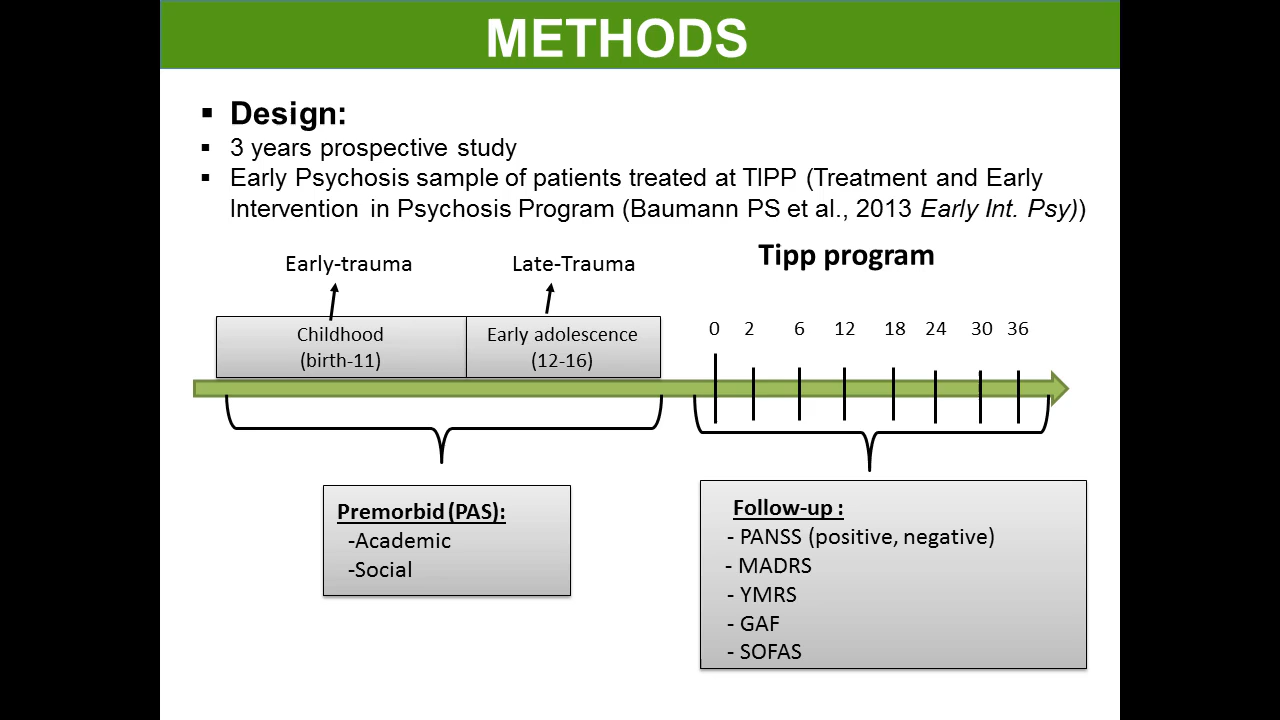 METHODS
▪ Design:
▪ 3 years prospective study
▪ Early Psychosis sample of patients treated at TIPP (Treatment and Early
Intervention in Psychosis Program (Baumann PS et al., 2013 Early Int. Psy))
Early-trauma
Late-Trauma
Tipp program
Childhood
(birth-11)
Early adolescence
(12-16)
0 2 6 12 18 24 30 36
Premorbid (PAS):
-Academic
-Social
Follow-up :
- PANSS (positive, negative)
- MADRS
- YMRS
- GAF
- SOFAS